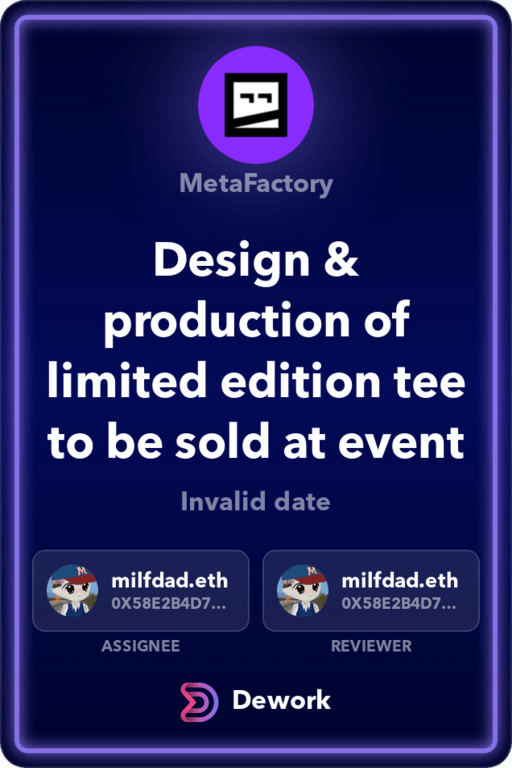 MetaFactory
Design &
production of
limited edition tee
to be sold at event
Invalid date
milfdad.eth
0X58E2B4D7...
ASSIGNEE
milfdad.eth
0X58E2B4D7...
REVIEWER
Dework